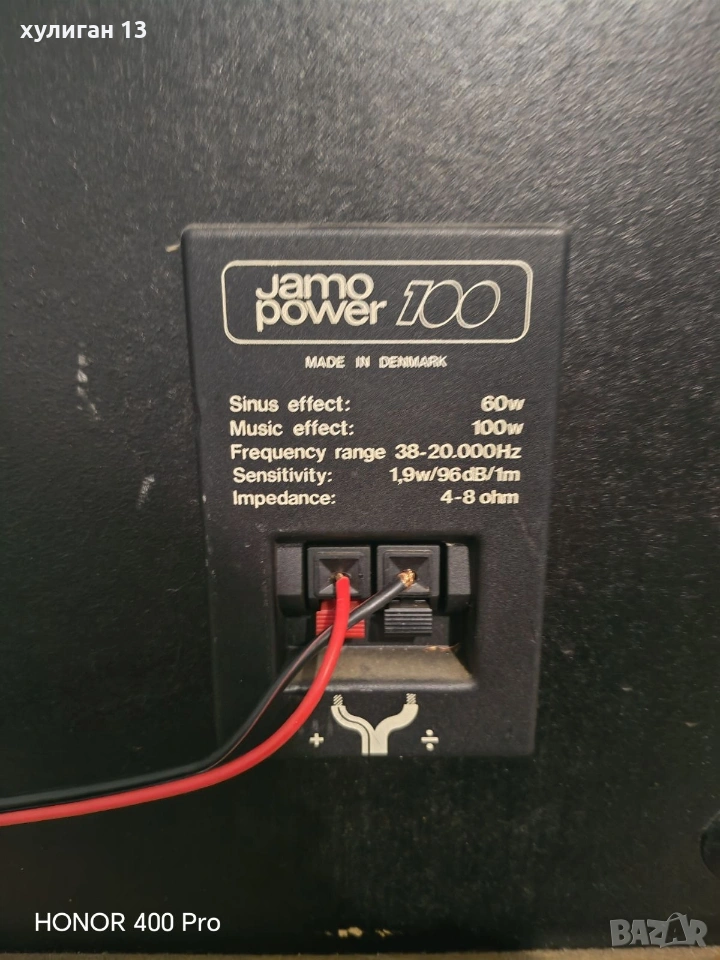 хулиган 13
Jamo
power 100
MADE IN DENMARK
Sinus effect: 60w
Music effect: 100w
Frequency range 38-20.000Hz
Sensitivity: 1,9w/96dB/1m
Impedance: 4-8 ohm
+ ÷
HONOR 400 Pro
BAZAR